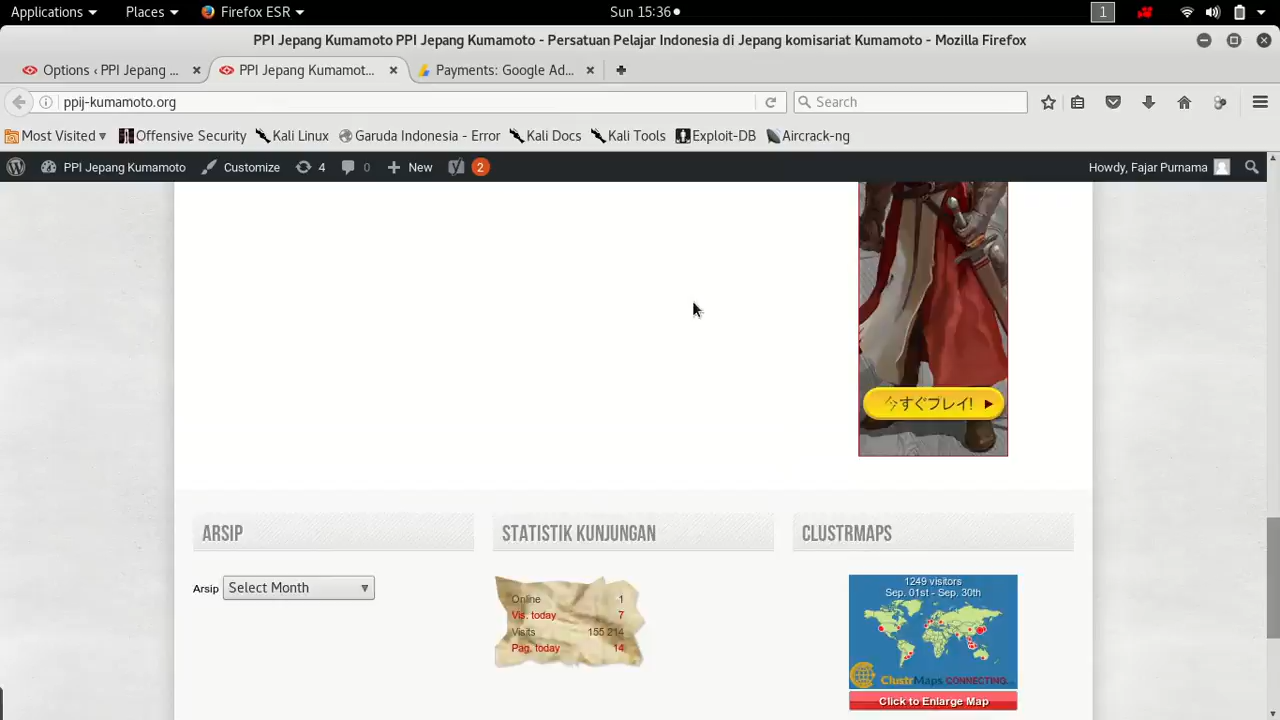 Applications Places Firefox ESR Sun 15:36 1
PPI Jepang Kumamoto PPI Jepang Kumamoto - Persatuan Pelajar Indonesia di Jepang komisariat Kumamoto - Mozilla Firefox
Options ‹ PPI Jepang ... PPI Jepang Kumamot... Payments: Google Ad...
ppij-kumamoto.org Search
Most Visited Offensive Security Kali Linux Garuda Indonesia - Error Kali Docs Kali Tools Exploit-DB Aircrack-ng
PPI Jepang Kumamoto Customize 4 0 New 2 Howdy, Fajar Purnama
今すぐプレイ!
ARSIP STATISTIK KUNJUNGAN CLUSTRMAPS
Arsip Select Month
Online 1
Vis. today 7
Visits 155 214
Pag. today 14
1249 visitors
Sep. 01st - Sep. 30th
ClustrMaps CONNECTING..
Click to Enlarge Map